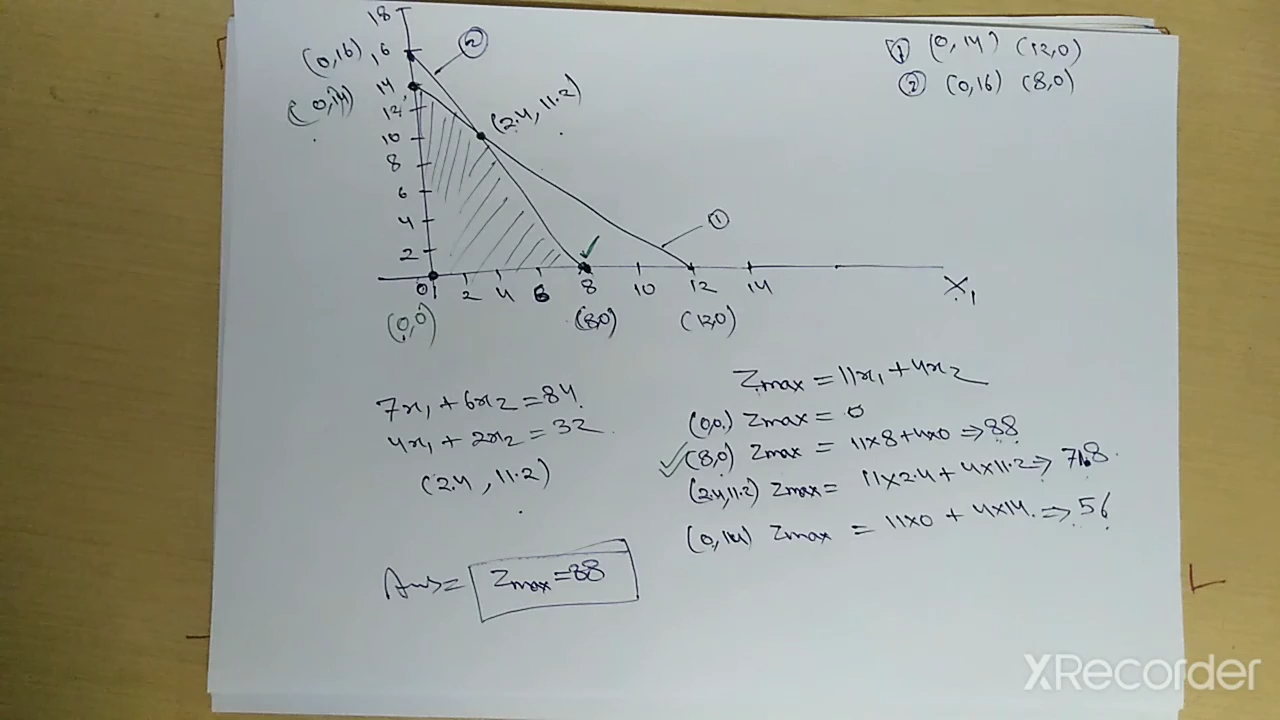 18
(0,16) ,6
②
① (0,14) (12,0)
② (0,16) (8,0)
(0,14) 14
12
(2.4, 11.2)
10
8
6
4
2
①
0 2 4 6 8 10 12 14 X₁
(0,0) (8,0) (12,0)
7x₁ + 6x₂ = 84
4x₁ + 2x₂ = 32
(2.4, 11.2)
Zmax = 11x₁ + 4x₂
(0,0) Zmax = 0
(8,0) Zmax = 11×8+4×0 ⇒ 88
(2.4,11.2) Zmax = 11×2.4 + 4×11.2 ⇒ 71.8
(0,14) Zmax = 11×0 + 4×14 ⇒ 56
Ans = Zmax = 88
XRecorder